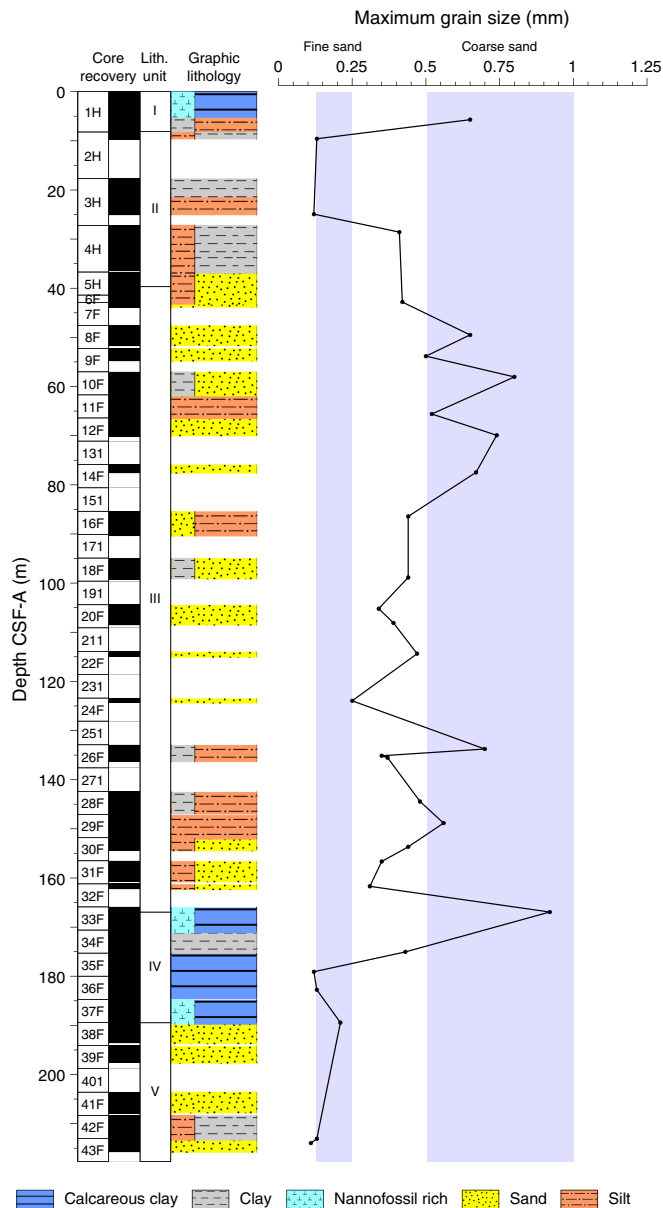 Maximum grain size (mm)
Fine sand Coarse sand
0 0.25 0.5 0.75 1 1.25
Core recovery
Lith. unit
Graphic lithology
Depth CSF-A (m)
0
20
40
60
80
100
120
140
160
180
200
1H
2H
3H
4H
5H
6F
7F
8F
9F
10F
11F
12F
131
14F
151
16F
171
18F
191
20F
211
22F
231
24F
251
26F
271
28F
29F
30F
31F
32F
33F
34F
35F
36F
37F
38F
39F
401
41F
42F
43F
I
II
III
IV
V
Calcareous clay Clay Nannofossil rich Sand Silt